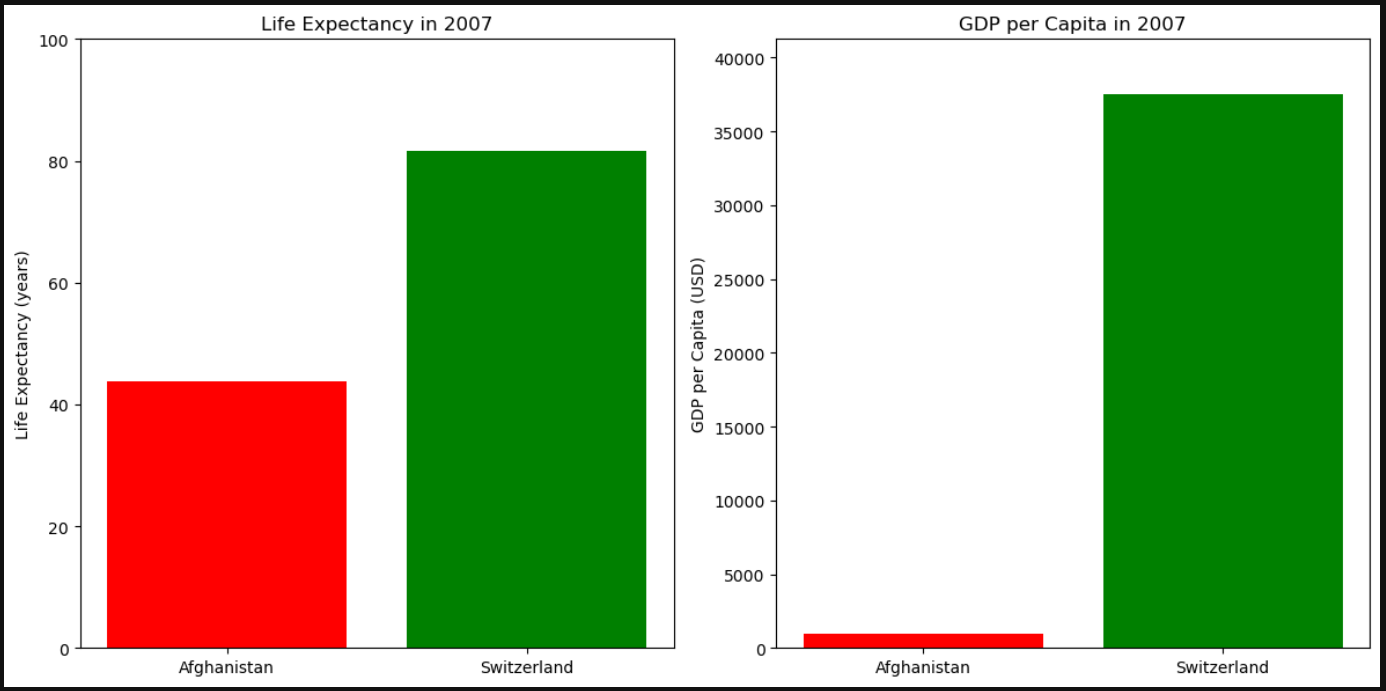 Life Expectancy in 2007
100
80
60
40
20
0
Life Expectancy (years)
Afghanistan
Switzerland
GDP per Capita in 2007
40000
35000
30000
25000
20000
15000
10000
5000
0
GDP per Capita (USD)
Afghanistan
Switzerland